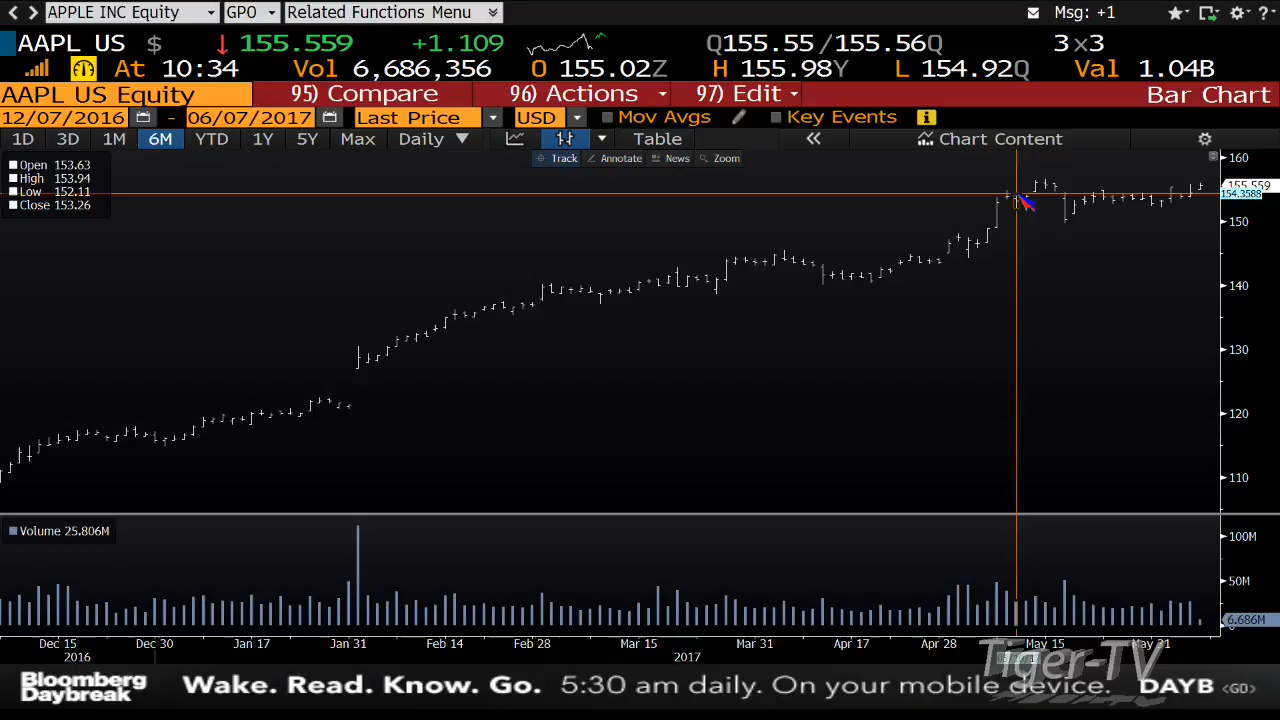 APPLE INC Equity GPO Related Functions Menu Msg: +1
AAPL US $ 155.559 +1.109 Q155.55/155.56Q 3x3
At 10:34 Vol 6,686,356 O 155.02Z H 155.98Y L 154.92Q Val 1.04B
AAPL US Equity 95) Compare 96) Actions 97) Edit Bar Chart
12/07/2016 - 06/07/2017 Last Price USD Mov Avgs Key Events
1D 3D 1M 6M YTD 1Y 5Y Max Daily Table Chart Content
Track Annotate News Zoom
Open 153.63
High 153.94
Low 152.11
Close 153.26
160
155.559
154.3588
150
140
130
120
110
Volume 25.806M
100M
50M
6.686M
0
Dec 15 Dec 30 Jan 17 Jan 31 Feb 14 Feb 28 Mar 15 Mar 31 Apr 17 Apr 28 May 15 May 31
2016 2017
Tiger-TV
Bloomberg
Daybreak
Wake. Read. Know. Go. 5:30 am daily. On your mobile device. DAYB <GO>